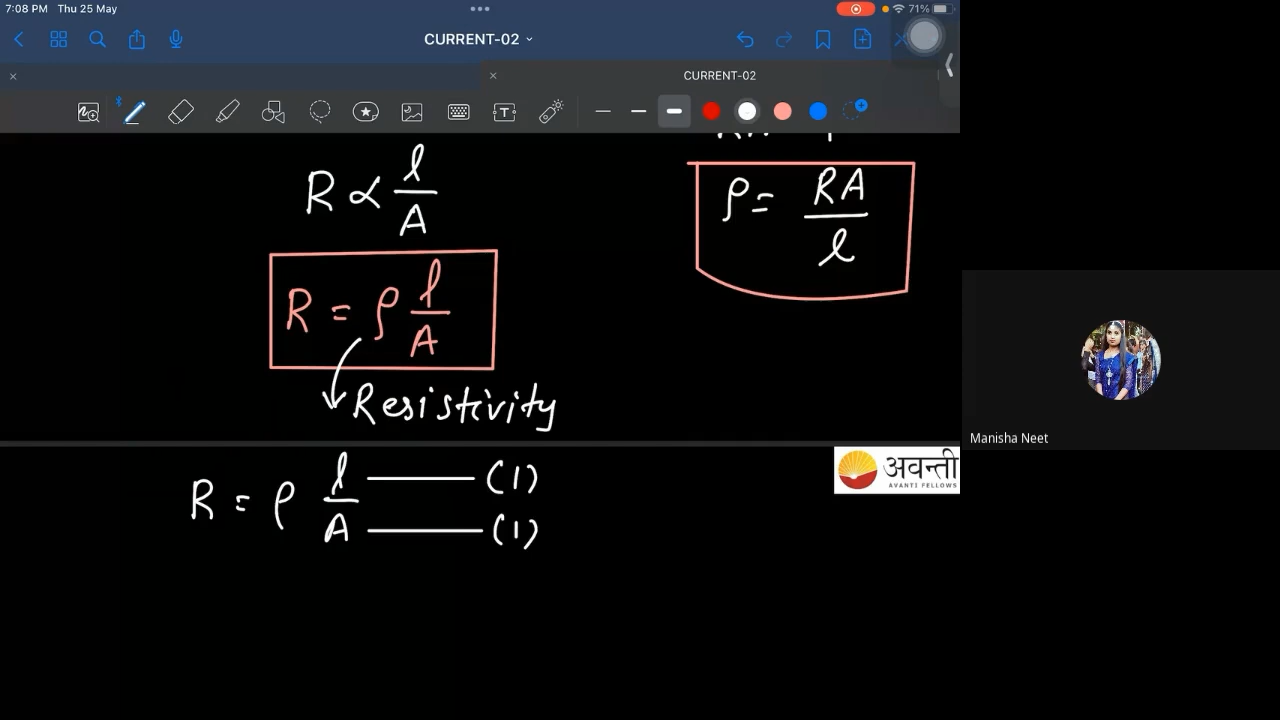 7:08 PM Thu 25 May
71%
CURRENT-02
CURRENT-02
R ∝ l/A
ρ = RA/l
R = ρ l/A
Resistivity
R = ρ l/A
(1)
(1)
अवन्ती
AVANTI FELLOWS
Manisha Neet